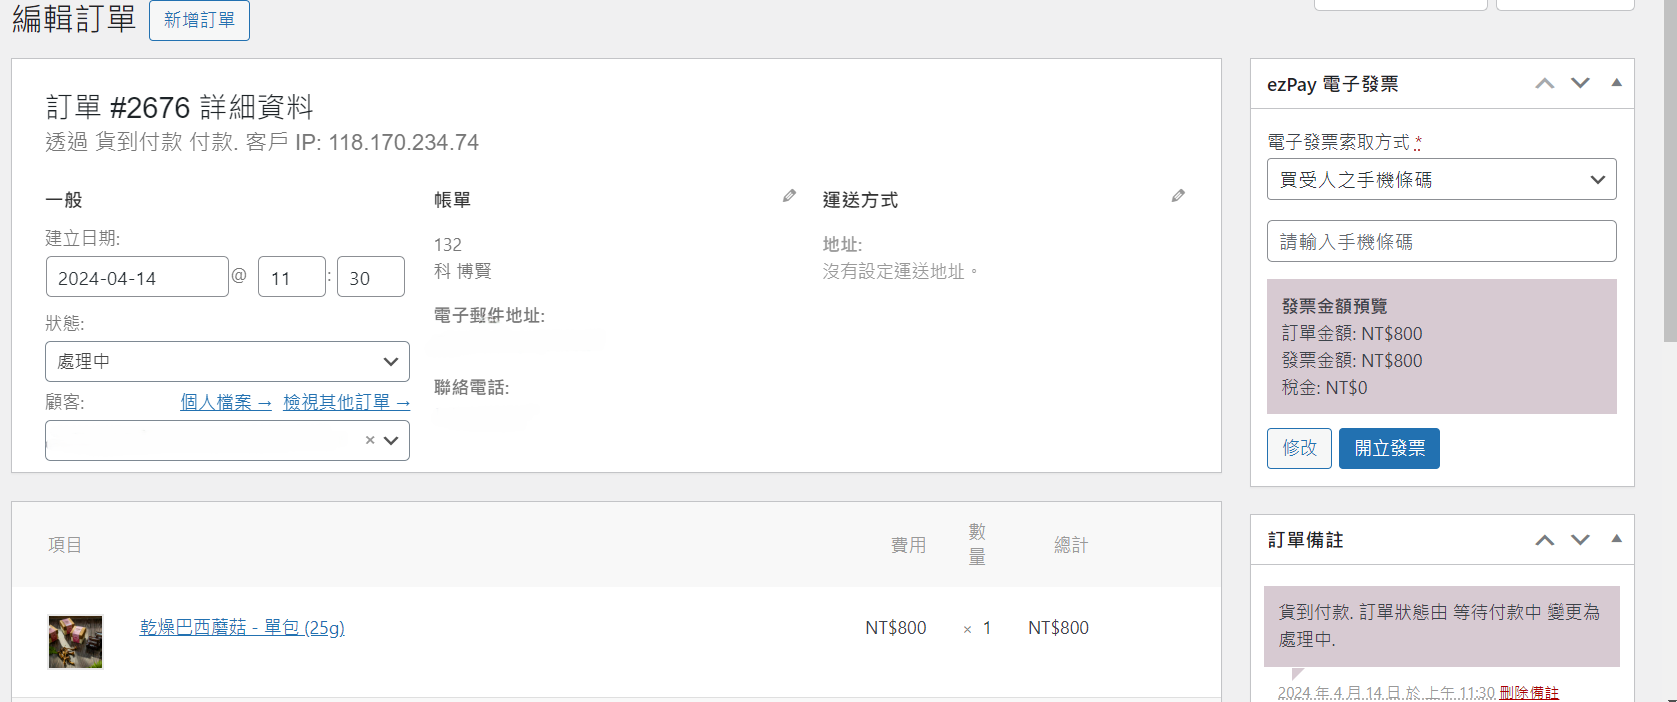 編輯訂單
新增訂單
訂單 #2676 詳細資料
透過 貨到付款 付款. 客戶 IP: 118.170.234.74
一般
建立日期:
2024-04-14 @ 11 : 30
狀態:
處理中
顧客:
個人檔案 →
檢視其他訂單 →
×
帳單
132
科 博賢
電子郵件地址:
聯絡電話:
運送方式
地址:
沒有設定運送地址。
項目
費用
數量
總計
乾燥巴西蘑菇 - 單包 (25g)
NT$800
× 1
NT$800
ezPay 電子發票
電子發票索取方式 *
買受人之手機條碼
請輸入手機條碼
發票金額預覽
訂單金額: NT$800
發票金額: NT$800
稅金: NT$0
修改
開立發票
訂單備註
貨到付款. 訂單狀態由 等待付款中 變更為
處理中.
2024 年 4 月 14 日 於 上午 11:30 刪除備註